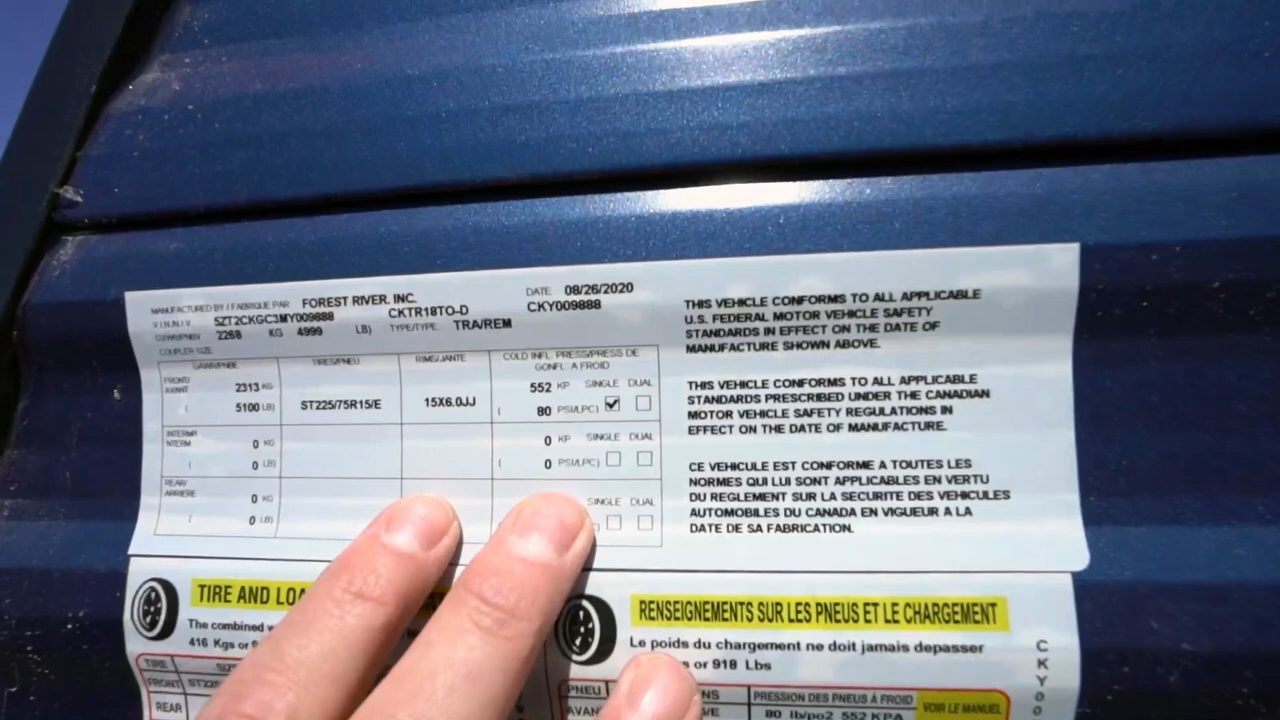 MANUFACTURED BY / FABRIQUE PAR FOREST RIVER, INC. DATE 08/26/2020
V.I.N./N.I.V. 5ZT2CKGC3MY009888 CKTR18TO-D CKY009888
GVWR/PNBV 2268 KG 4999 LB) TYPE/TYPE TRA/REM
COUPLER SIZE
GAWR/PNBE TIRES/PNEU RIMS/JANTE COLD INFL. PRESS/PRESS DE GONFL. A FROID
FRONT/ AVANT 2313 KG 552 KP SINGLE DUAL
( 5100 LB) ST225/75R15/E 15X6.0JJ ( 80 PSI/LPC)
INTERM/ INTERM 0 KG 0 KP SINGLE DUAL
( 0 LB) ( 0 PSI/LPC)
REAR/ ARRIERE 0 KG SINGLE DUAL
( 0 LB)
THIS VEHICLE CONFORMS TO ALL APPLICABLE
U.S. FEDERAL MOTOR VEHICLE SAFETY
STANDARDS IN EFFECT ON THE DATE OF
MANUFACTURE SHOWN ABOVE.
THIS VEHICLE CONFORMS TO ALL APPLICABLE
STANDARDS PRESCRIBED UNDER THE CANADIAN
MOTOR VEHICLE SAFETY REGULATIONS IN
EFFECT ON THE DATE OF MANUFACTURE.
CE VEHICULE EST CONFORME A TOUTES LES
NORMES QUI LUI SONT APPLICABLES EN VERTU
DU REGLEMENT SUR LA SECURITE DES VEHICULES
AUTOMOBILES DU CANADA EN VIGUEUR A LA
DATE DE SA FABRICATION.
TIRE AND LOA
The combined
416 Kgs or
TIRE SIZ
FRONT ST225
REAR
RENSEIGNEMENTS SUR LES PNEUS ET LE CHARGEMENT
Le poids du chargement ne doit jamais depasser
s or 918 Lbs
PNEU NS PRESSION DES PNEUS Á FROID VOIR LE MANUEL
AVAN 5/E 80 lb/po2 552 KPA
CKY00